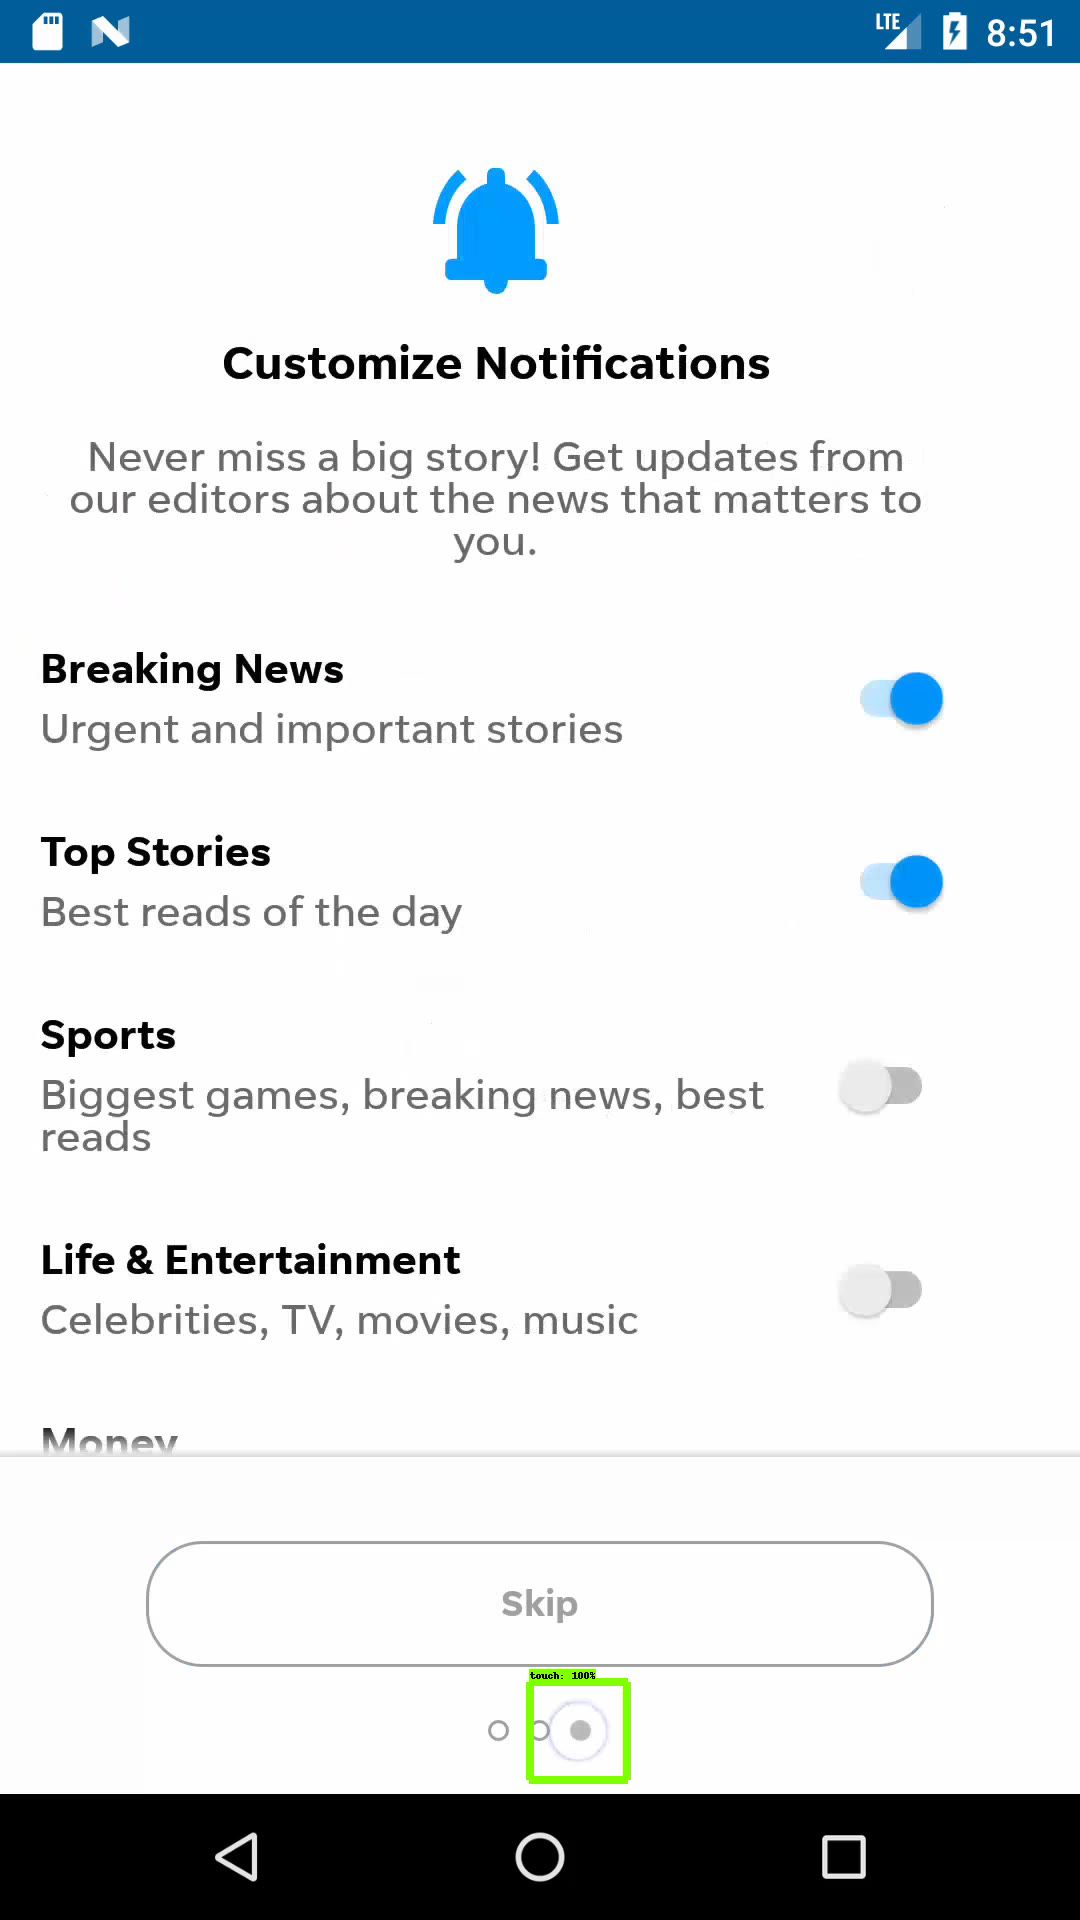 LTE 8:51
Customize Notifications
Never miss a big story! Get updates from
our editors about the news that matters to
you.
Breaking News
Urgent and important stories
Top Stories
Best reads of the day
Sports
Biggest games, breaking news, best
reads
Life & Entertainment
Celebrities, TV, movies, music
Money
Skip
touch: 100%